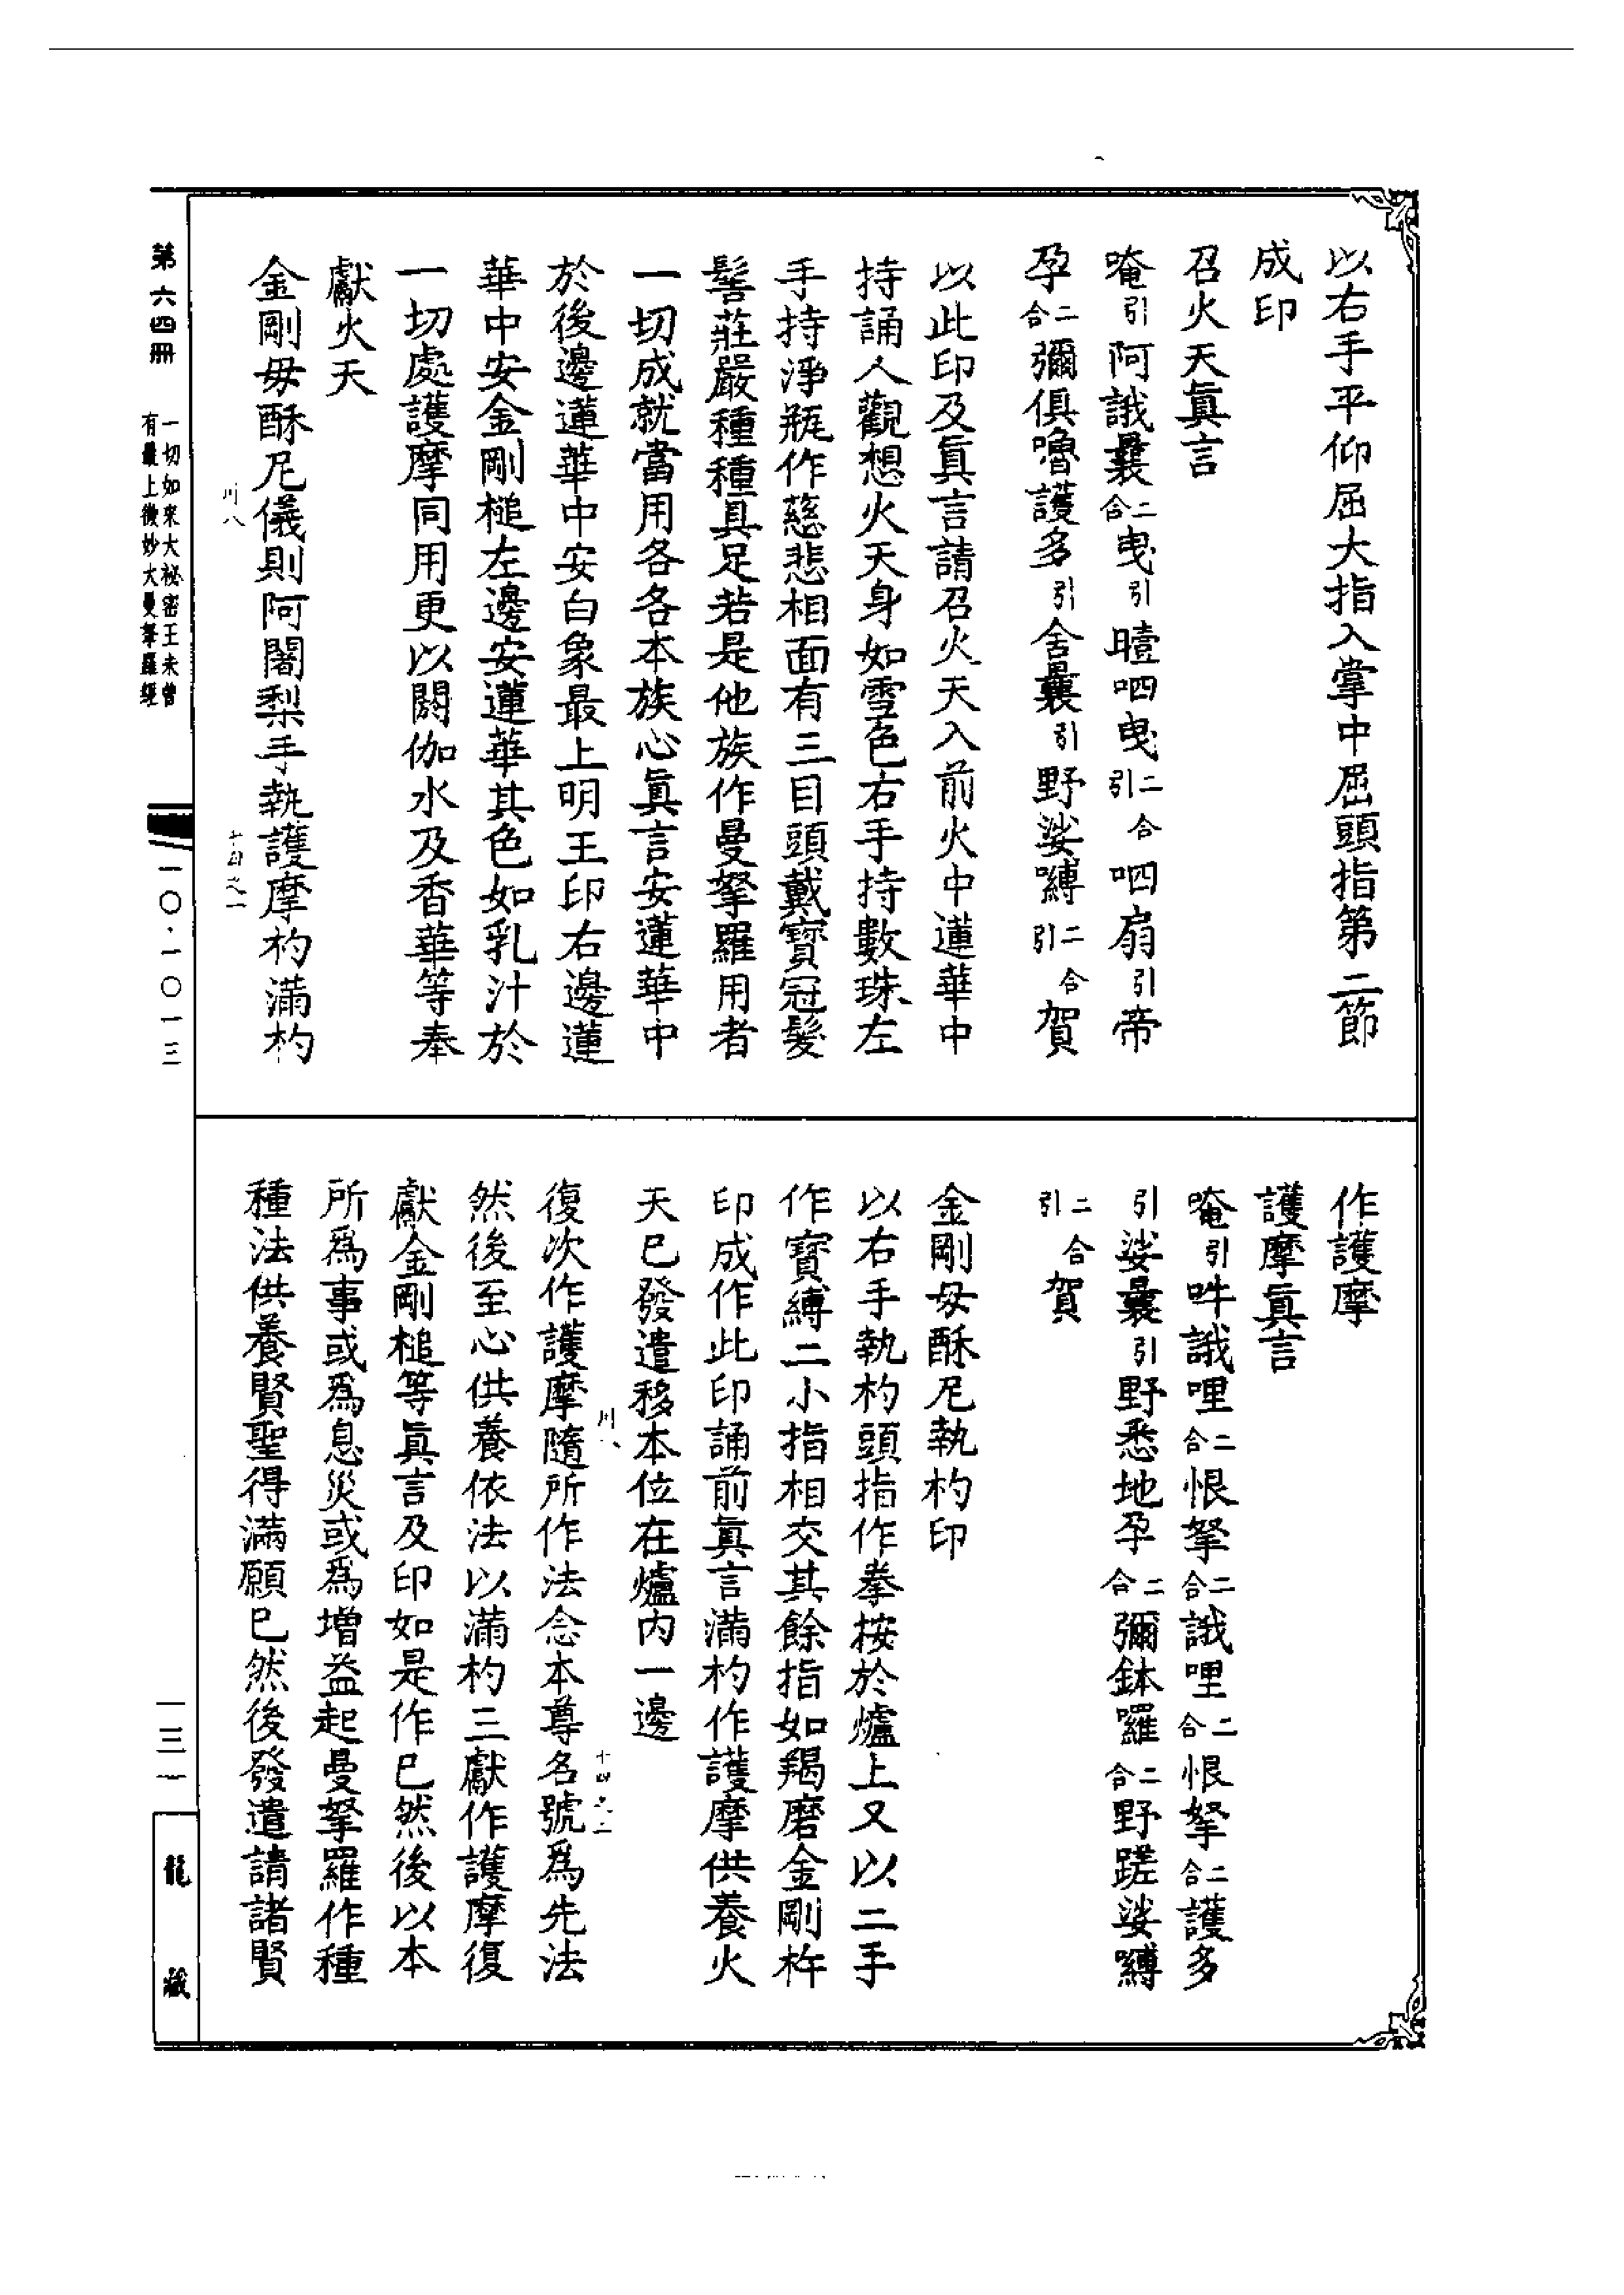 以右手平仰屈大指入掌中屈頭指第二節
成印
召火天眞言
唵引阿誐曩二合曳引噎呬曳二合引呬扇引帝
孕二合彌俱嚕護多引舍曩引野娑嚩二合引賀
以此印及眞言請召火天入前火中蓮華中
持誦人觀想火天身如雪色右手持數珠左
手持淨瓶作慈悲相面有三目頭戴寶冠髮
髻莊嚴種種具足若是他族作曼拏羅用者
一切成就當用各各本族心眞言安蓮華中
於後邊蓮華中安白象最上明王印右邊蓮
華中安金剛槌左邊安蓮華其色如乳汁於
一切處護摩同用更以閼伽水及香華等奉
獻火天
金剛毋酥尼儀則阿闍梨手執護摩杓滿杓
川八
十四之一
作護摩
護摩眞言
唵引吽誐哩二合恨拏二合誐哩二合恨拏二合護多
引娑曩引野悉地孕二合彌鉢囉二合野蹉娑嚩
二合引賀
金剛毋酥尼執杓印
以右手執杓頭指作拳按於爐上又以二手
作寶縛二小指相交其餘指如羯磨金剛杵
印成作此印誦前眞言滿杓作護摩供養火
天已發遣移本位在爐内一邊
川八
十四之二
復次作護摩隨所作法念本尊名號爲先法
然後至心供養依法以滿杓三獻作護摩復
獻金剛槌等眞言及印如是作已然後以本
所爲事或爲息災或爲增益起曼拏羅作種
種法供養賢聖得滿願已然後發遣請諸賢
第六四冊
一切如來大祕密王未曾
有最上微妙大曼拏羅經
一〇·一〇一三
一三一
龍藏